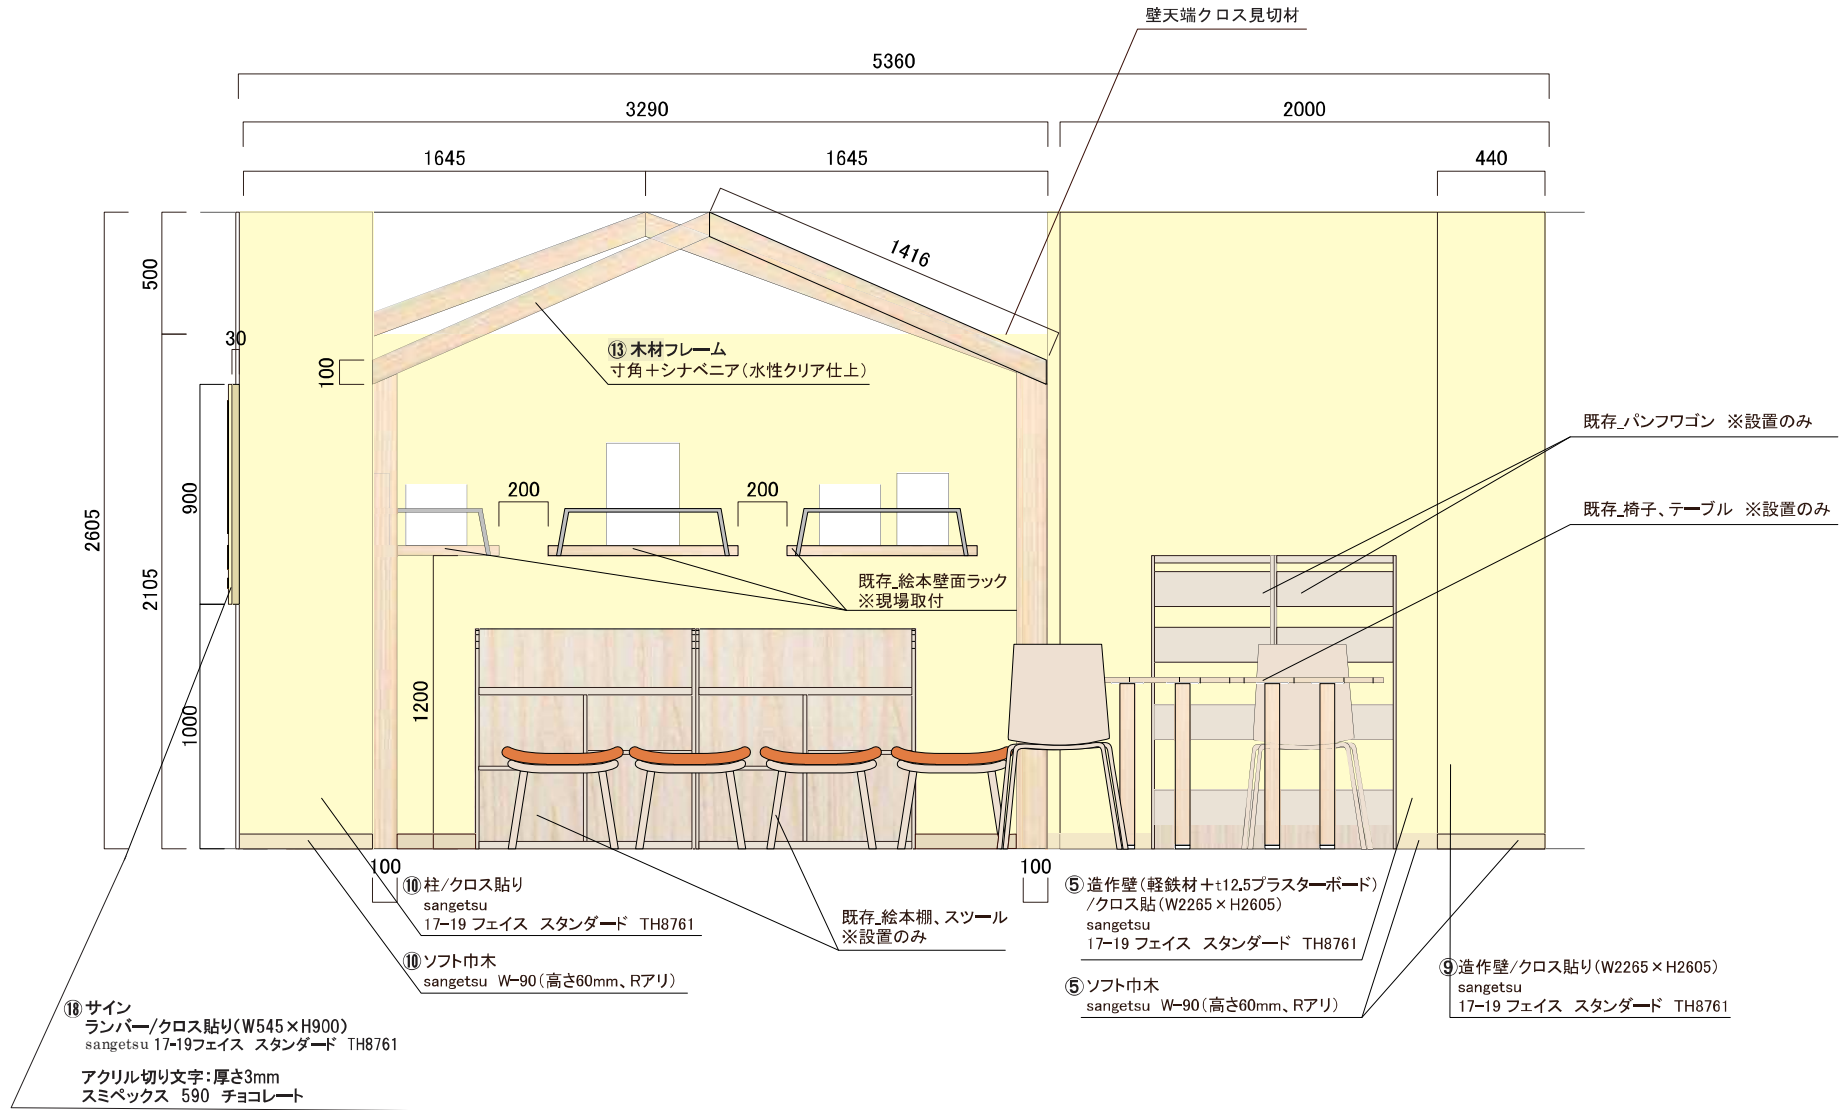 壁天端クロス見切材
5360
3290
2000
1645
1645
440
1416
500
30
100
2605
2105
900
1000
⑬ 木材フレーム
寸角+シナベニア(水性クリア仕上)
200
200
既存_絵本壁面ラック
※現場取付
1200
既存_パンフワゴン ※設置のみ
既存_椅子、テーブル ※設置のみ
100
100
⑩ 柱/クロス貼り
sangetsu
17-19 フェイス スタンダード TH8761
⑩ ソフト巾木
sangetsu W-90(高さ60mm、Rアリ)
既存_絵本棚、スツール
※設置のみ
⑤ 造作壁(軽鉄材+t12.5プラスターボード)
/クロス貼(W2265×H2605)
sangetsu
17-19 フェイス スタンダード TH8761
⑤ ソフト巾木
sangetsu W-90(高さ60mm、Rアリ)
⑨ 造作壁/クロス貼り(W2265×H2605)
sangetsu
17-19 フェイス スタンダード TH8761
⑱ サイン
ランバー/クロス貼り(W545×H900)
sangetsu 17-19フェイス スタンダード TH8761
アクリル切り文字:厚さ3mm
スミペックス 590 チョコレート